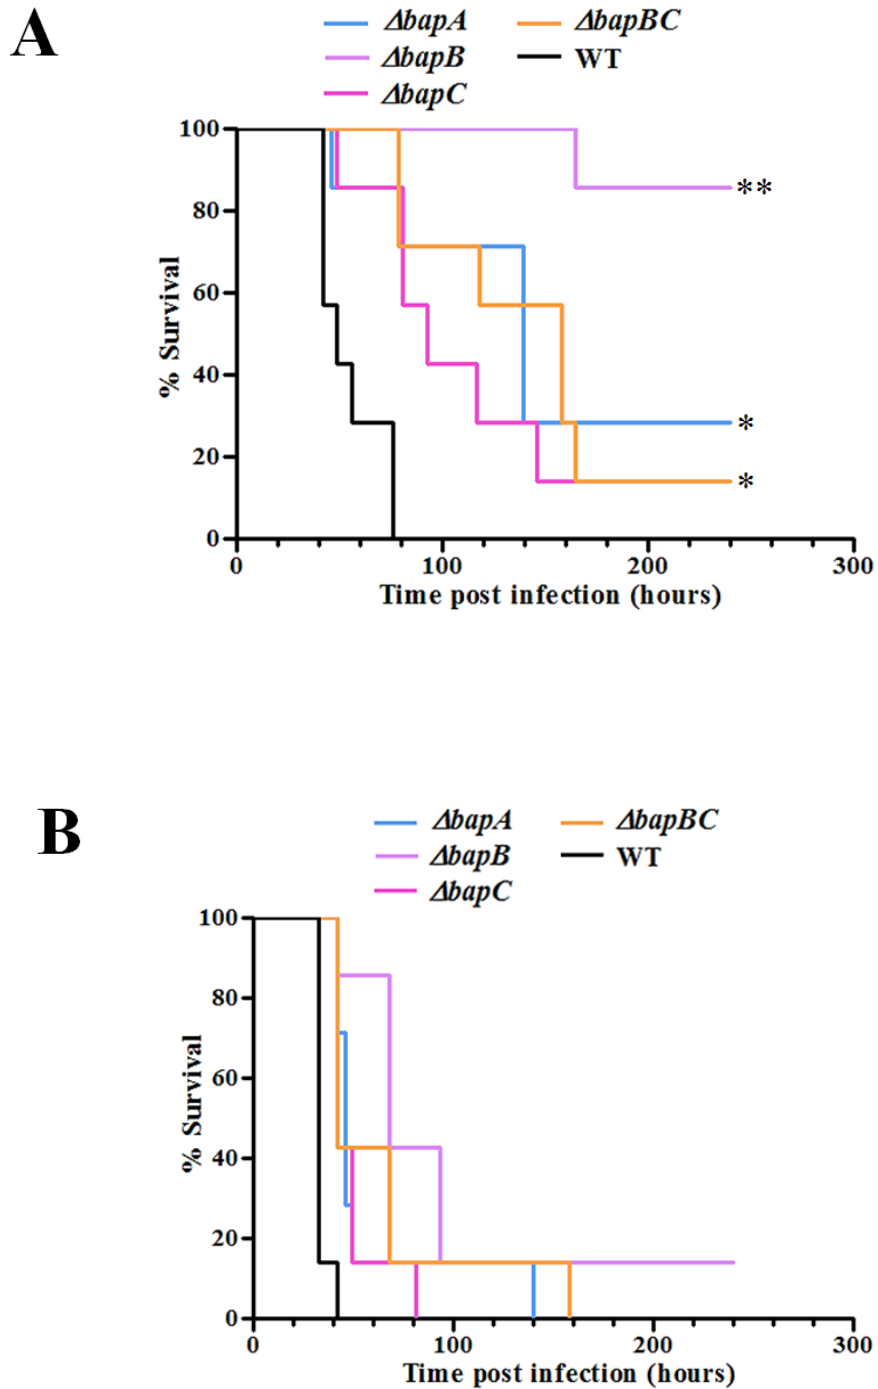 A
ΔbapA ΔbapBC
ΔbapB WT
ΔbapC
100
80
60
40
20
0
% Survival
**
*
*
0 100 200 300
Time post infection (hours)
B
ΔbapA ΔbapBC
ΔbapB WT
ΔbapC
100
80
60
40
20
0
% Survival
0 100 200 300
Time post infection (hours)